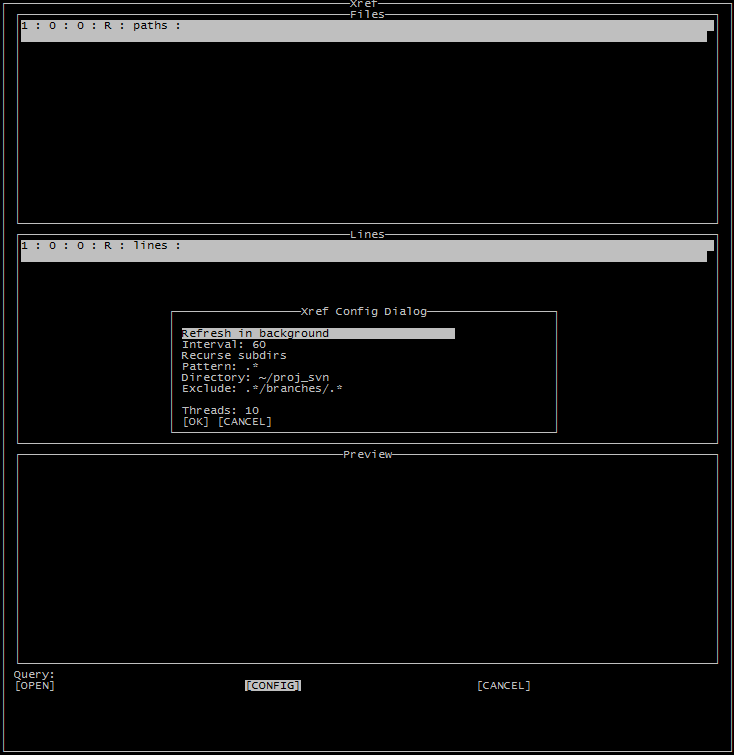 Xref
Files
1 : 0 : 0 : R : paths :
Lines
1 : 0 : 0 : R : lines :
Xref Config Dialog
Refresh in background
Interval: 60
Recurse subdirs
Pattern: .*
Directory: ~/proj_svn
Exclude: .*/branches/.*
Threads: 10
[OK] [CANCEL]
Preview
Query:
[OPEN] [CONFIG] [CANCEL]